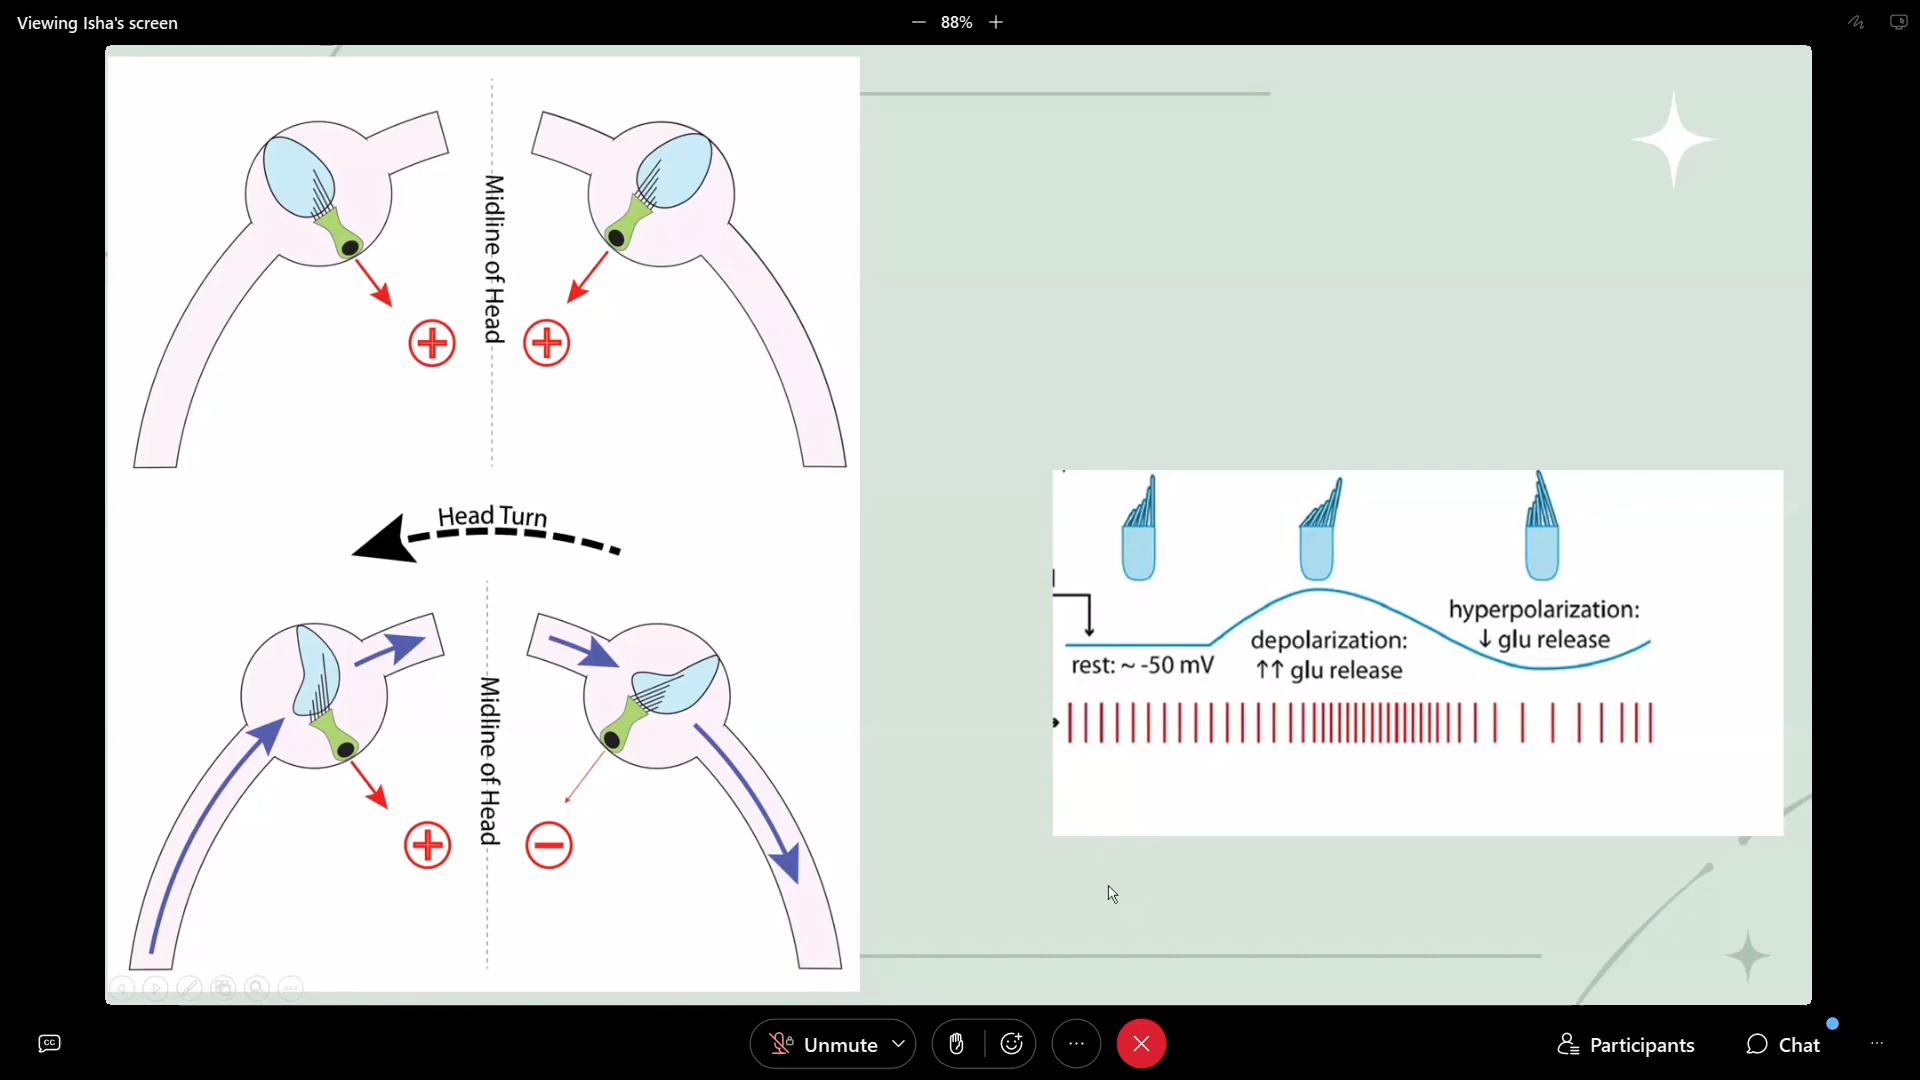 Viewing Isha's screen
88%
Midline of Head
Head Turn
Midline of Head
rest: ~ -50 mV
depolarization:
↑↑ glu release
hyperpolarization:
↓ glu release
CC
Unmute
Participants
Chat